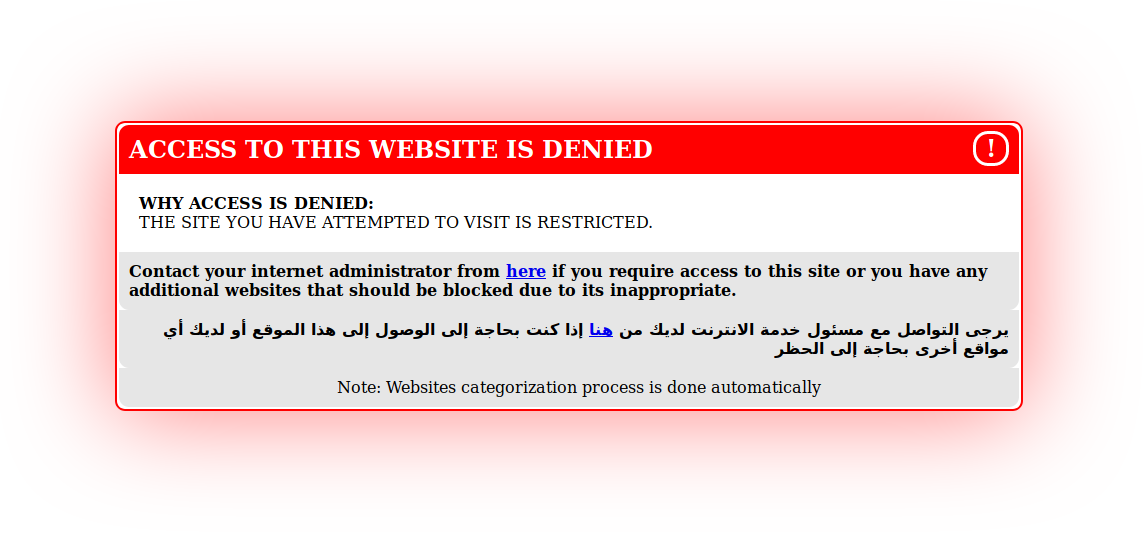 ACCESS TO THIS WEBSITE IS DENIED
!
WHY ACCESS IS DENIED:
THE SITE YOU HAVE ATTEMPTED TO VISIT IS RESTRICTED.
Contact your internet administrator from here if you require access to this site or you have any
additional websites that should be blocked due to its inappropriate.
يرجى التواصل مع مسئول خدمة الانترنت لديك من هنا إذا كنت بحاجة إلى الوصول إلى هذا الموقع أو لديك أي
مواقع أخرى بحاجة إلى الحظر
Note: Websites categorization process is done automatically